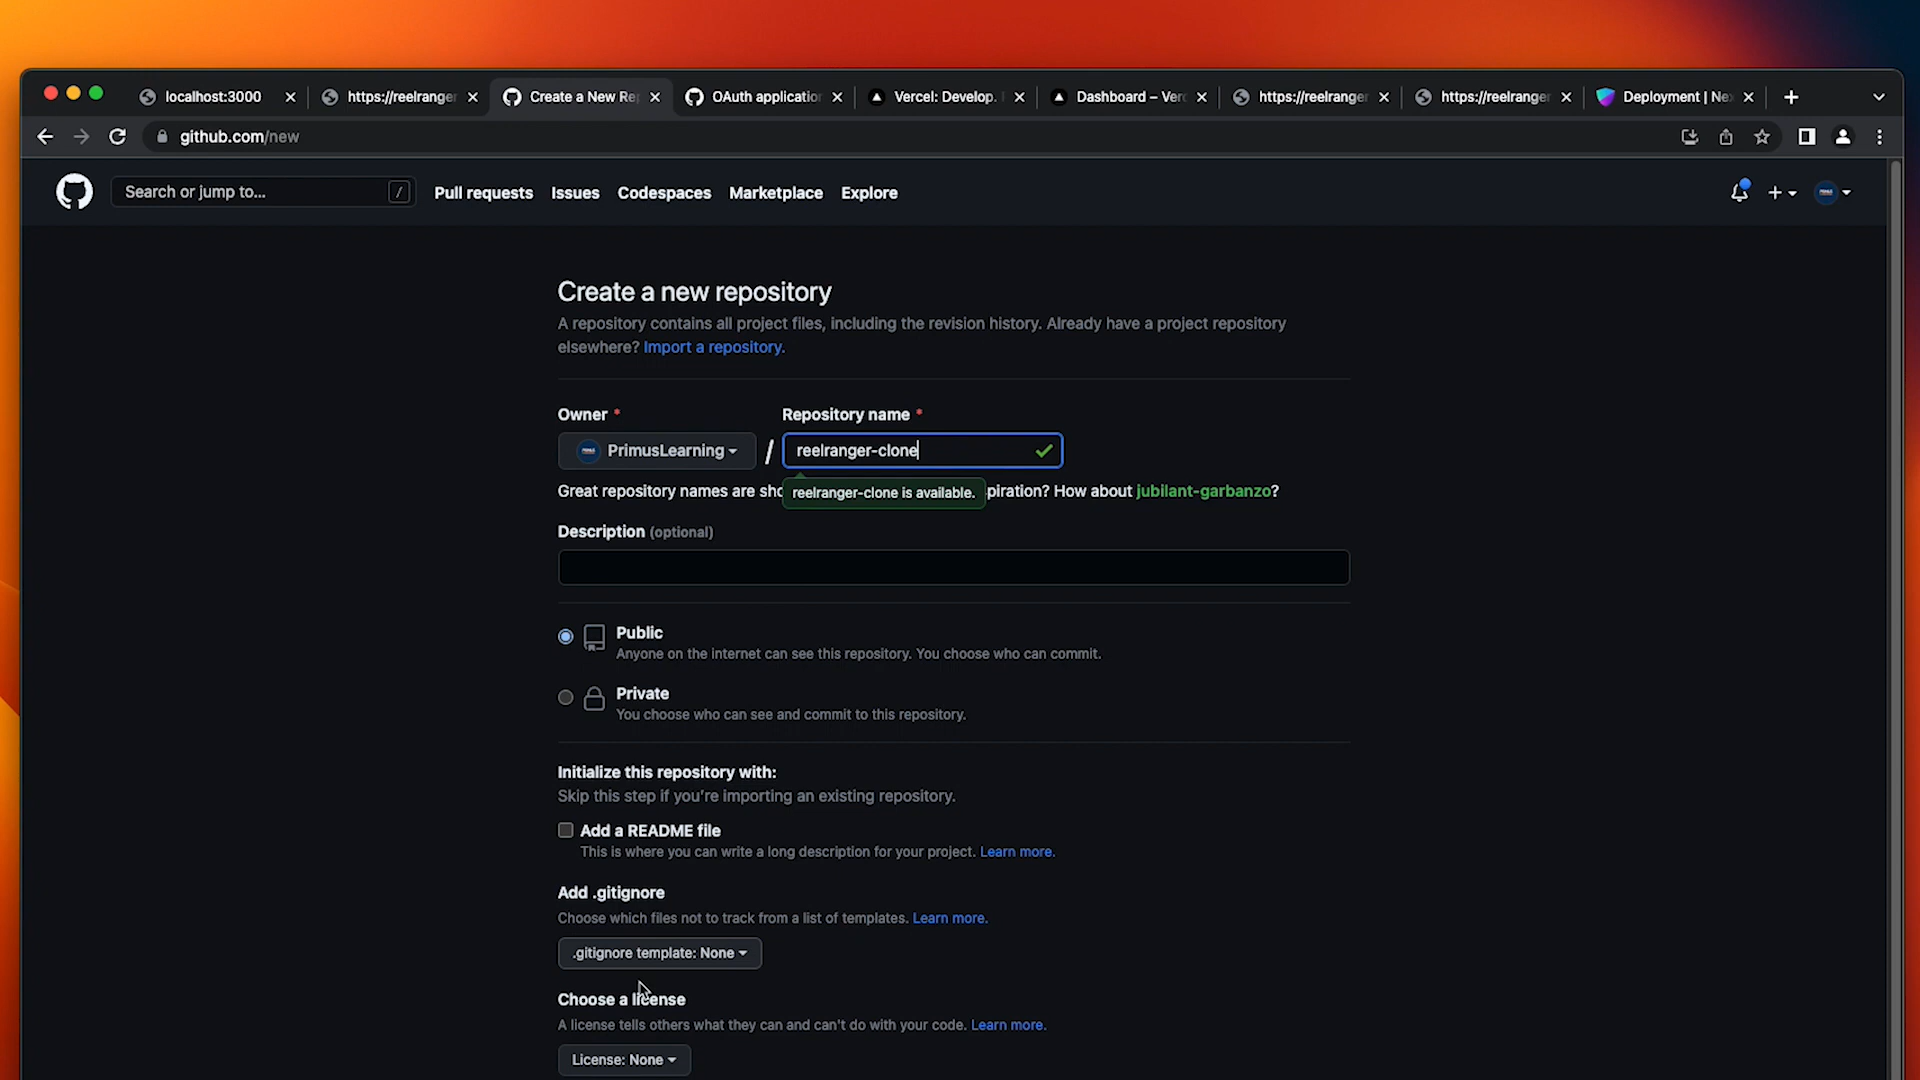 localhost:3000
https://reelranger
Create a New Re
OAuth application
Vercel: Develop.
Dashboard – Ver
https://reelranger
https://reelranger
Deployment | Ne
github.com/new
Search or jump to... /
Pull requests Issues Codespaces Marketplace Explore
Create a new repository
A repository contains all project files, including the revision history. Already have a project repository
elsewhere? Import a repository.
Owner * Repository name *
PrimusLearning / reelranger-clone
Great repository names are sho reelranger-clone is available. piration? How about jubilant-garbanzo?
Description (optional)
Public
Anyone on the internet can see this repository. You choose who can commit.
Private
You choose who can see and commit to this repository.
Initialize this repository with:
Skip this step if you're importing an existing repository.
Add a README file
This is where you can write a long description for your project. Learn more.
Add .gitignore
Choose which files not to track from a list of templates. Learn more.
.gitignore template: None
Choose a license
A license tells others what they can and can't do with your code. Learn more.
License: None